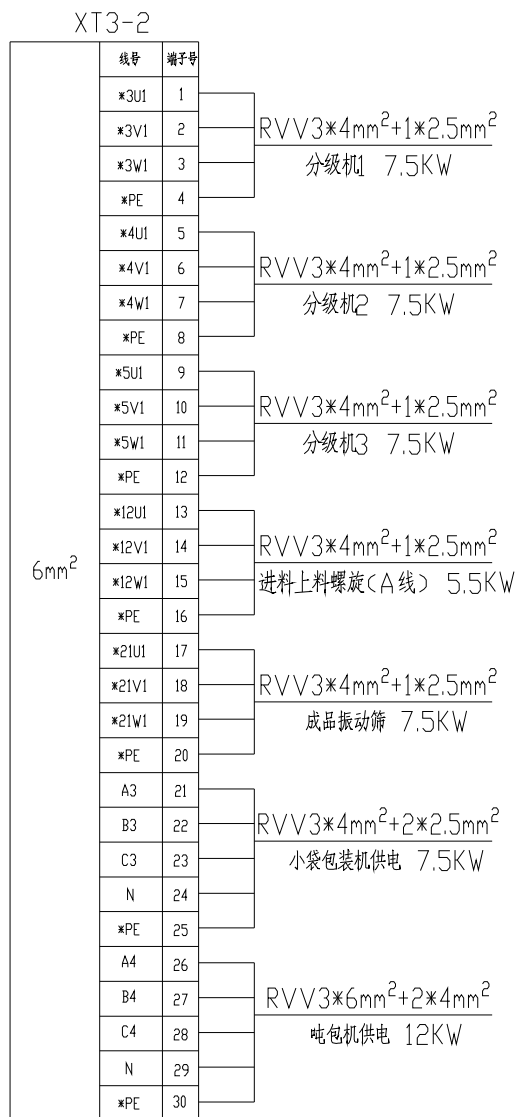 XT3-2
线号 端子号
*3U1 1
*3V1 2
*3W1 3
*PE 4
RVV3*4mm²+1*2.5mm²
分级机1 7.5KW
*4U1 5
*4V1 6
*4W1 7
*PE 8
RVV3*4mm²+1*2.5mm²
分级机2 7.5KW
*5U1 9
*5V1 10
*5W1 11
*PE 12
RVV3*4mm²+1*2.5mm²
分级机3 7.5KW
6mm²
*12U1 13
*12V1 14
*12W1 15
*PE 16
RVV3*4mm²+1*2.5mm²
进料上料螺旋(A线) 5.5KW
*21U1 17
*21V1 18
*21W1 19
*PE 20
RVV3*4mm²+1*2.5mm²
成品振动筛 7.5KW
A3 21
B3 22
C3 23
N 24
*PE 25
RVV3*4mm²+2*2.5mm²
小袋包装机供电 7.5KW
A4 26
B4 27
C4 28
N 29
*PE 30
RVV3*6mm²+2*4mm²
吨包机供电 12KW